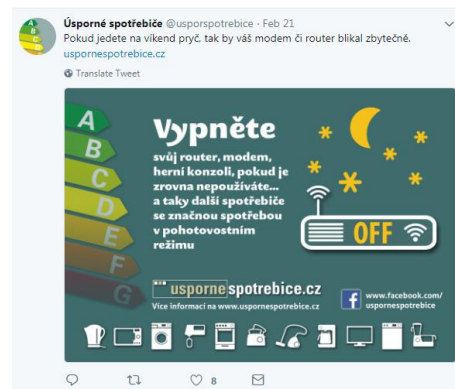 Úsporné spotřebiče @usporspotrebice · Feb 21
Pokud jedete na víkend pryč, tak by váš modem či router blikal zbytečně.
uspornespotrebice.cz
Translate Tweet
A
B
C
D
E
F
G
Vypněte
svůj router, modem,
herní konzoli, pokud je
zrovna nepoužíváte...
a taky další spotřebiče
se značnou spotřebou
v pohotovostním
režimu
OFF
uspornespotrebice.cz
Více informací na www.uspornespotrebice.cz
www.facebook.com/
uspornespotrebice
8